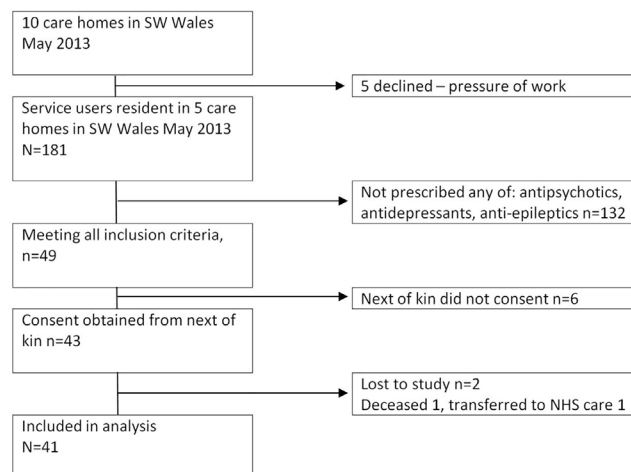 10 care homes in SW Wales
May 2013
5 declined – pressure of work
Service users resident in 5 care
homes in SW Wales May 2013
N=181
Not prescribed any of: antipsychotics,
antidepressants, anti-epileptics n=132
Meeting all inclusion criteria,
n=49
Next of kin did not consent n=6
Consent obtained from next of
kin n=43
Lost to study n=2
Deceased 1, transferred to NHS care 1
Included in analysis
N=41